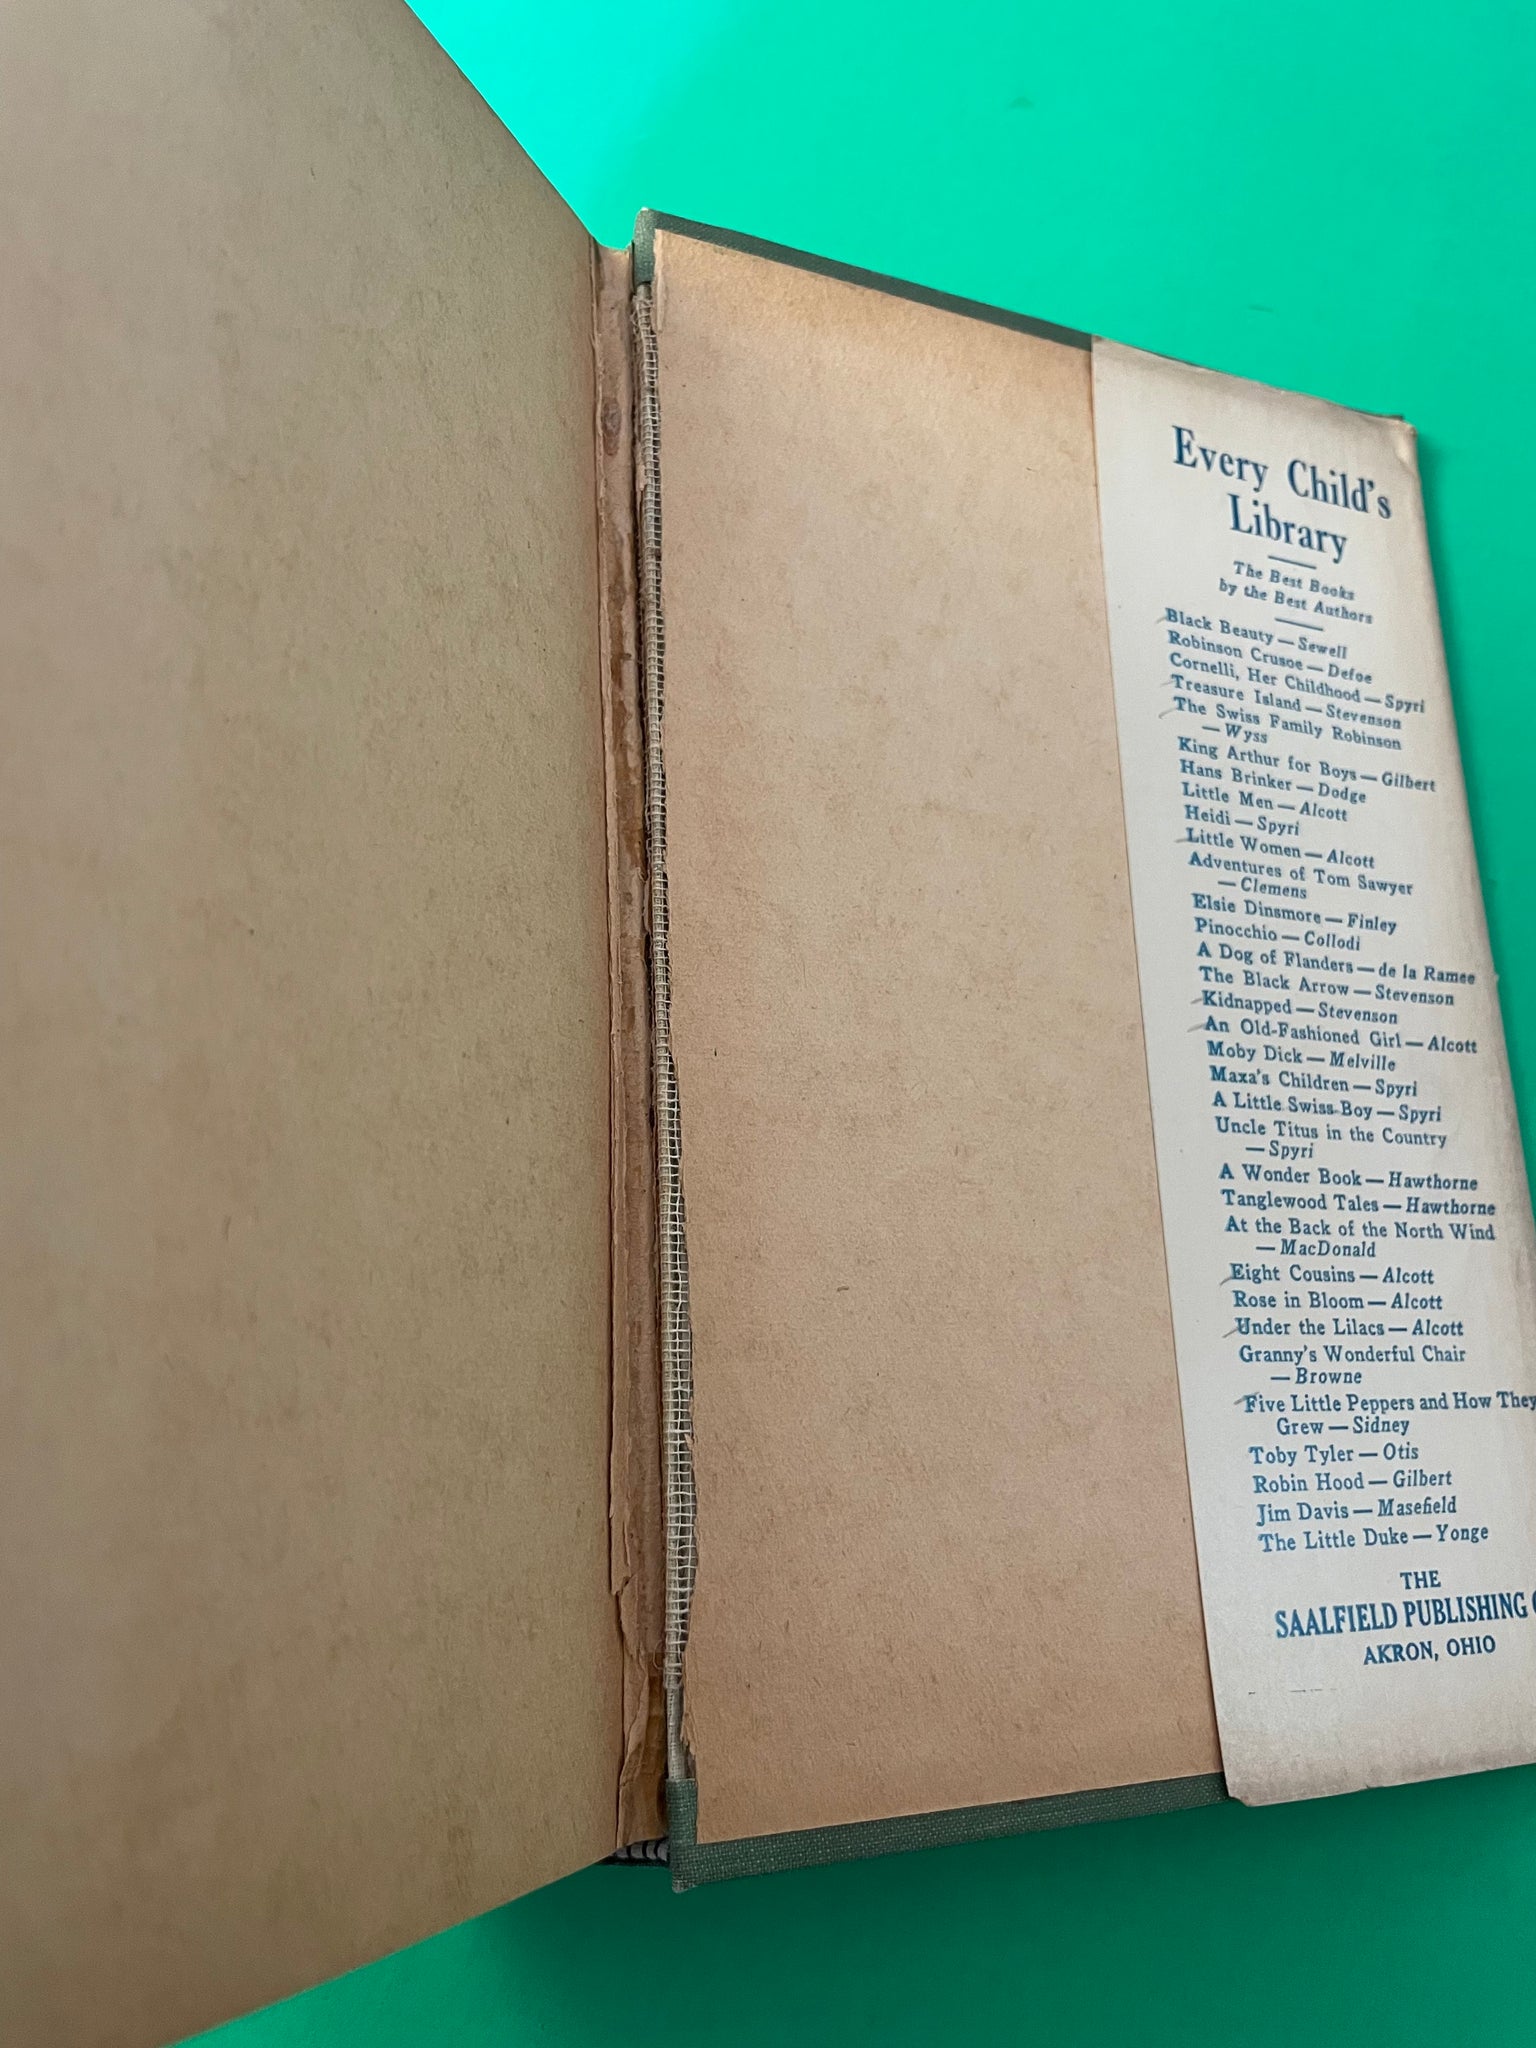 Every Child's
Library
The Best Books
by the Best Authors
Black Beauty — Sewell
Robinson Crusoe — Defoe
Cornelli, Her Childhood — Spyri
Treasure Island — Stevenson
The Swiss Family Robinson
— Wyss
King Arthur for Boys — Gilbert
Hans Brinker — Dodge
Little Men — Alcott
Heidi — Spyri
Little Women — Alcott
Adventures of Tom Sawyer
— Clemens
Elsie Dinsmore — Finley
Pinocchio — Collodi
A Dog of Flanders — de la Ramee
The Black Arrow — Stevenson
Kidnapped — Stevenson
An Old-Fashioned Girl — Alcott
Moby Dick — Melville
Maxa's Children — Spyri
A Little Swiss Boy — Spyri
Uncle Titus in the Country
— Spyri
A Wonder Book — Hawthorne
Tanglewood Tales — Hawthorne
At the Back of the North Wind
— MacDonald
Eight Cousins — Alcott
Rose in Bloom — Alcott
Under the Lilacs — Alcott
Granny's Wonderful Chair
— Browne
Five Little Peppers and How They
Grew — Sidney
Toby Tyler — Otis
Robin Hood — Gilbert
Jim Davis — Masefield
The Little Duke — Yonge
THE
SAALFIELD PUBLISHING
AKRON, OHIO